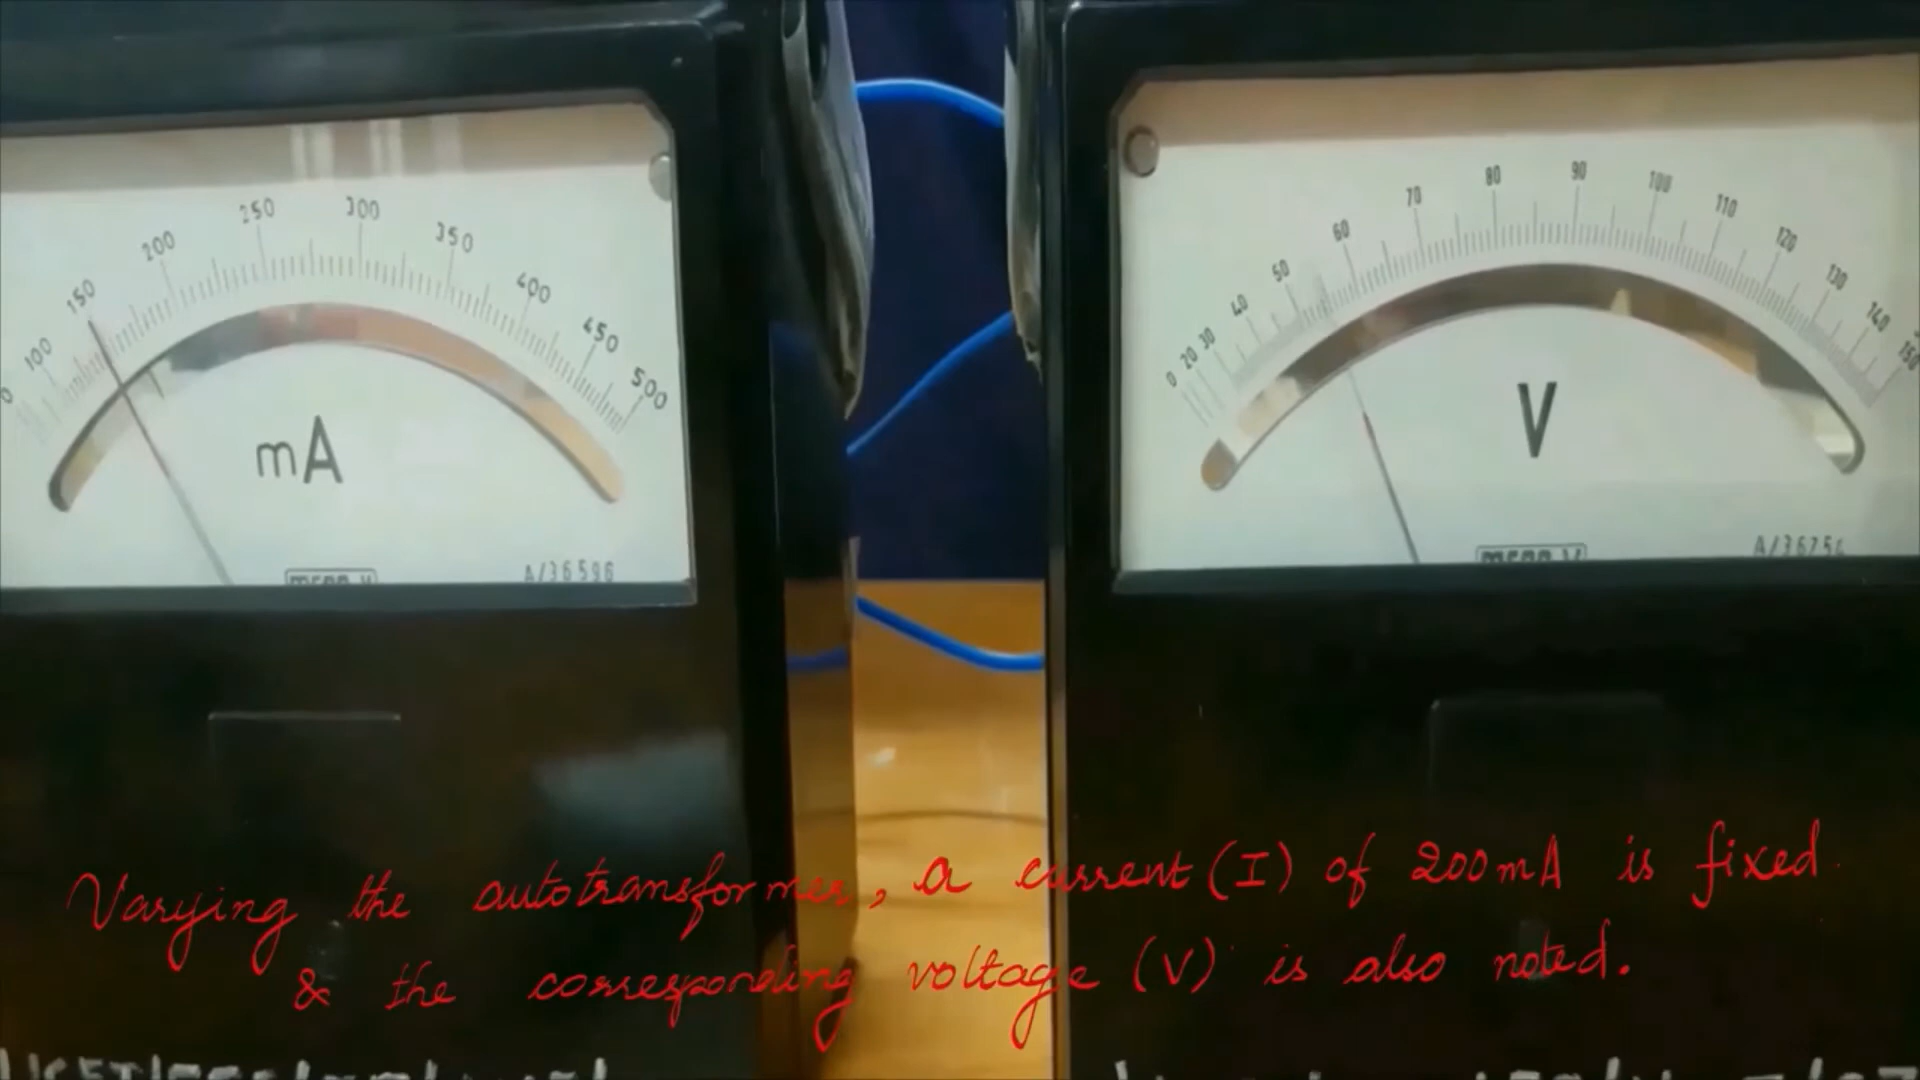 0 100 150 200 250 300 350 400 450 500
mA
A/36596
0 20 30 40 50 60 70 80 90 100 110 120 130 140 150
V
Varying the autotransformer, a current (I) of 200mA is fixed.
& the corresponding voltage (V) is also noted.